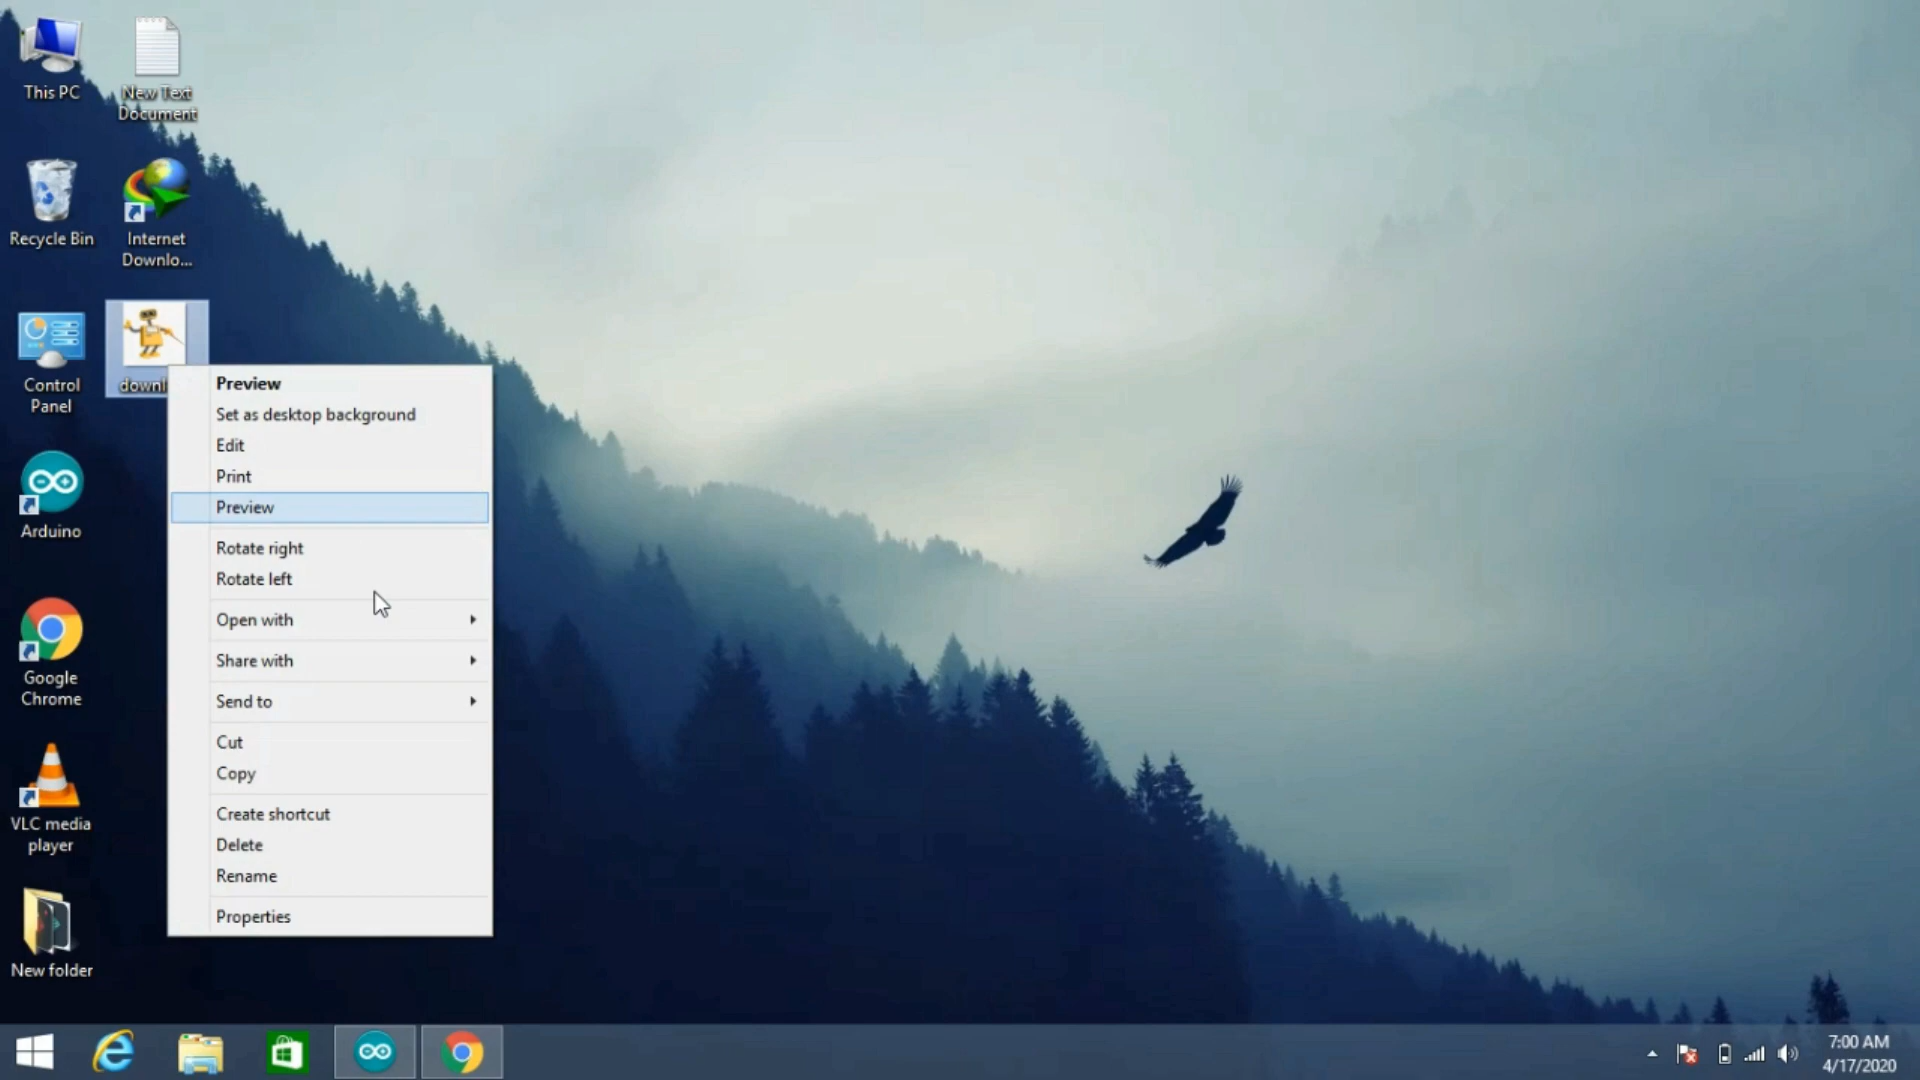 This PC
New Text
Document
Recycle Bin
Internet
Downlo...
Control
Panel
downl
Arduino
Google
Chrome
VLC media
player
New folder
Preview
Set as desktop background
Edit
Print
Preview
Rotate right
Rotate left
Open with
Share with
Send to
Cut
Copy
Create shortcut
Delete
Rename
Properties
7:00 AM
4/17/2020